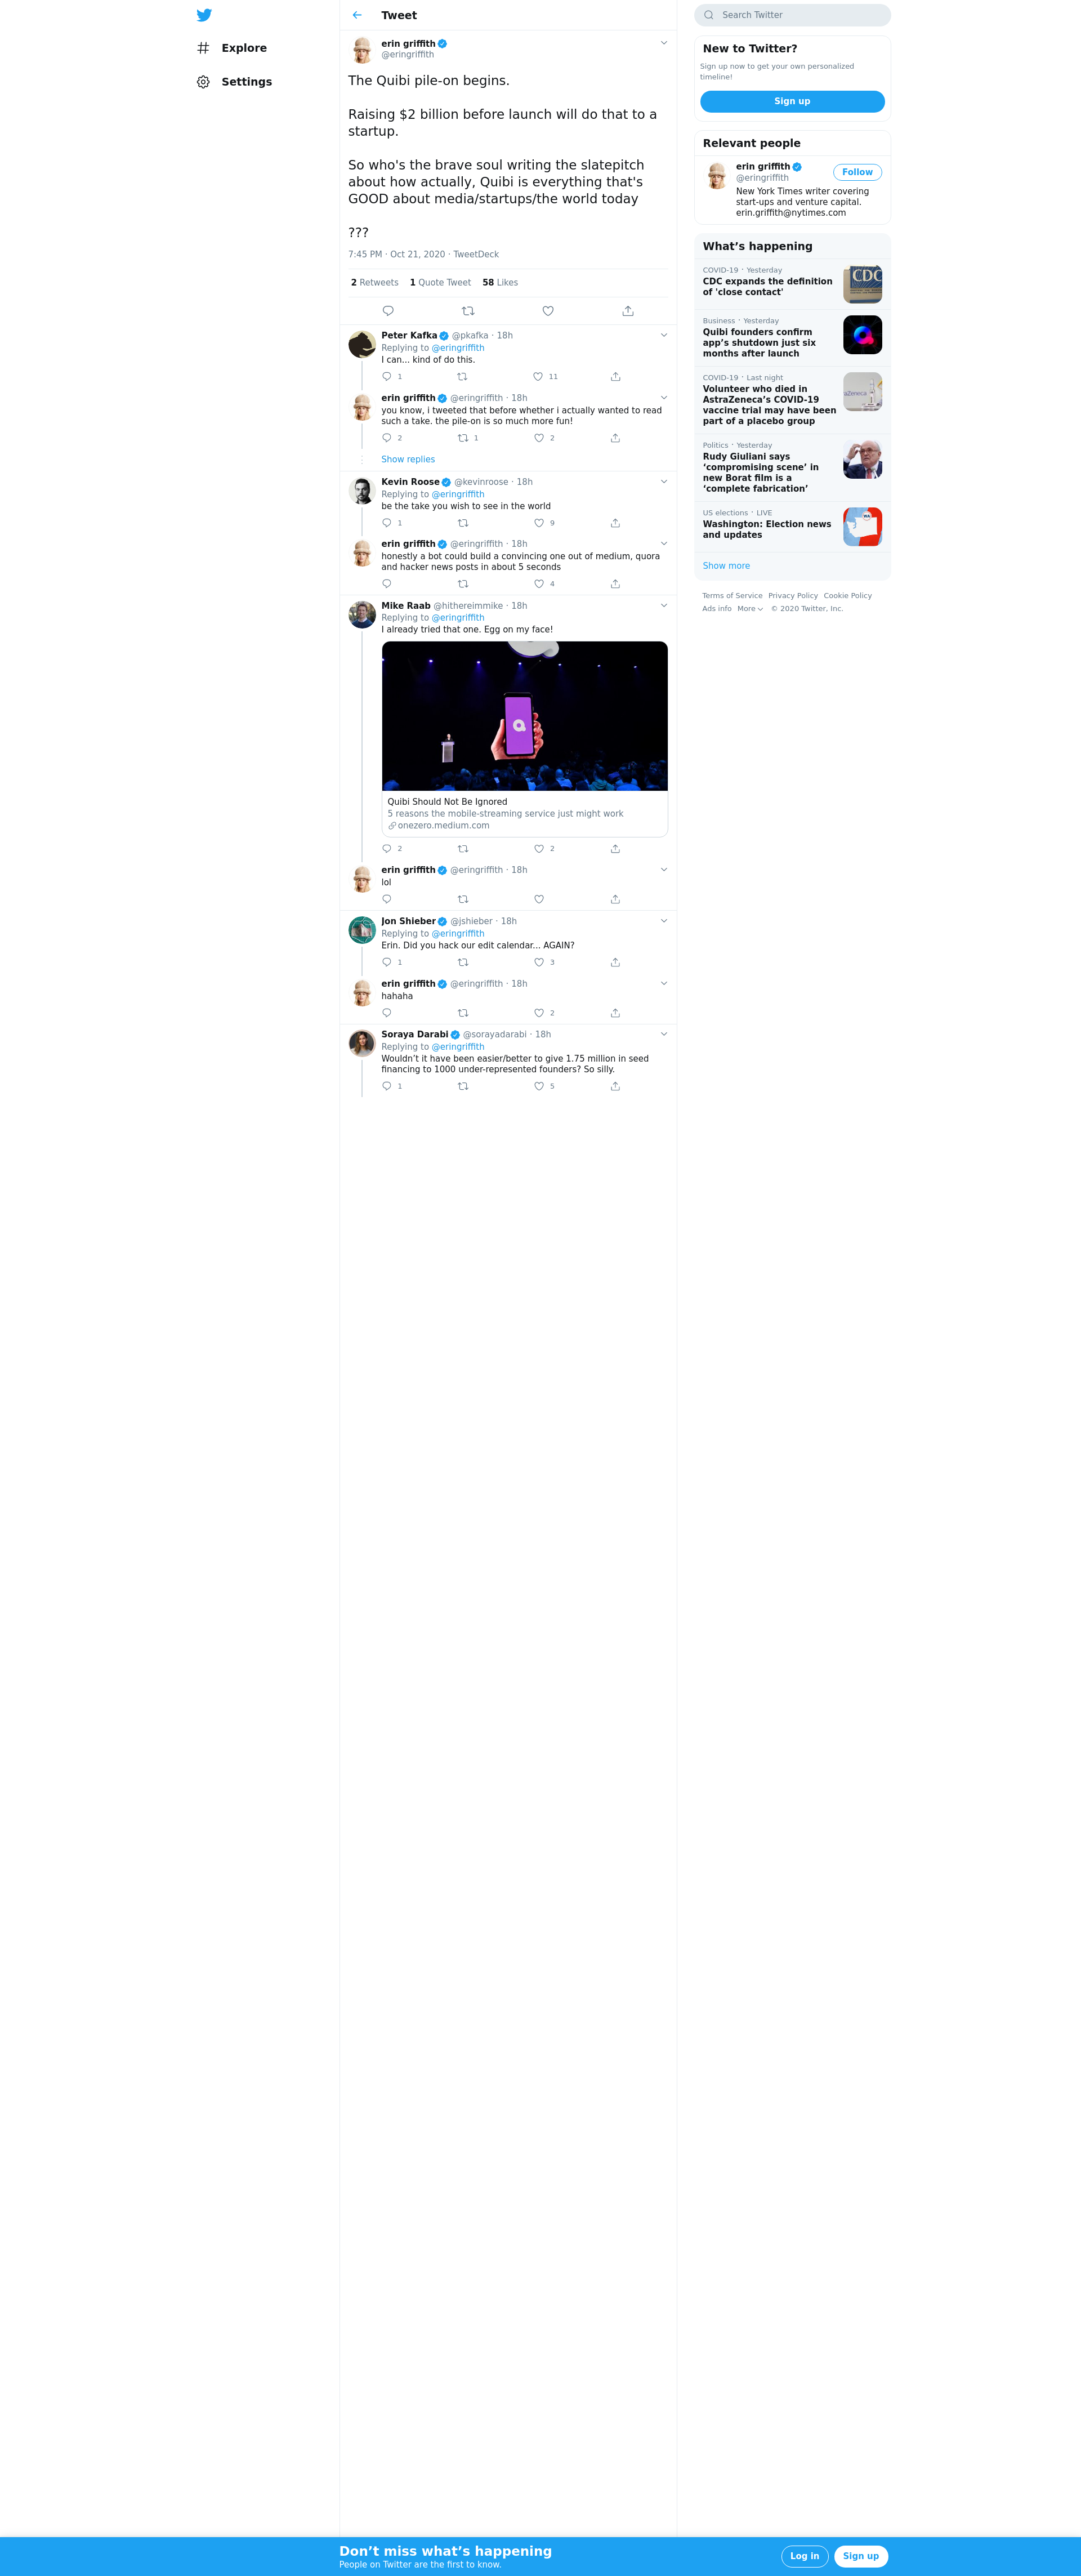 Explore
Settings
Tweet
erin griffith
@eringriffith
The Quibi pile-on begins.
Raising $2 billion before launch will do that to a
startup.
So who's the brave soul writing the slatepitch
about how actually, Quibi is everything that's
GOOD about media/startups/the world today
???
7:45 PM · Oct 21, 2020 · TweetDeck
2 Retweets 1 Quote Tweet 58 Likes
Peter Kafka @pkafka · 18h
Replying to @eringriffith
I can... kind of do this.
1 11
erin griffith @eringriffith · 18h
you know, i tweeted that before whether i actually wanted to read
such a take. the pile-on is so much more fun!
2 1 2
Show replies
Kevin Roose @kevinroose · 18h
Replying to @eringriffith
be the take you wish to see in the world
1 9
erin griffith @eringriffith · 18h
honestly a bot could build a convincing one out of medium, quora
and hacker news posts in about 5 seconds
4
Mike Raab @hithereimmike · 18h
Replying to @eringriffith
I already tried that one. Egg on my face!
Quibi Should Not Be Ignored
5 reasons the mobile-streaming service just might work
onezero.medium.com
2 2
erin griffith @eringriffith · 18h
lol
Jon Shieber @jshieber · 18h
Replying to @eringriffith
Erin. Did you hack our edit calendar... AGAIN?
1 3
erin griffith @eringriffith · 18h
hahaha
2
Soraya Darabi @sorayadarabi · 18h
Replying to @eringriffith
Wouldn’t it have been easier/better to give 1.75 million in seed
financing to 1000 under-represented founders? So silly.
1 5
Search Twitter
New to Twitter?
Sign up now to get your own personalized
timeline!
Sign up
Relevant people
erin griffith
@eringriffith
Follow
New York Times writer covering
start-ups and venture capital.
erin.griffith@nytimes.com
What’s happening
COVID-19 · Yesterday
CDC expands the definition
of 'close contact'
CDC
Business · Yesterday
Quibi founders confirm
app’s shutdown just six
months after launch
COVID-19 · Last night
Volunteer who died in
AstraZeneca’s COVID-19
vaccine trial may have been
part of a placebo group
aZeneca
Politics · Yesterday
Rudy Giuliani says
‘compromising scene’ in
new Borat film is a
‘complete fabrication’
US elections · LIVE
Washington: Election news
and updates
WA
Show more
Terms of Service Privacy Policy Cookie Policy
Ads info More © 2020 Twitter, Inc.
Don’t miss what’s happening
People on Twitter are the first to know.
Log in
Sign up